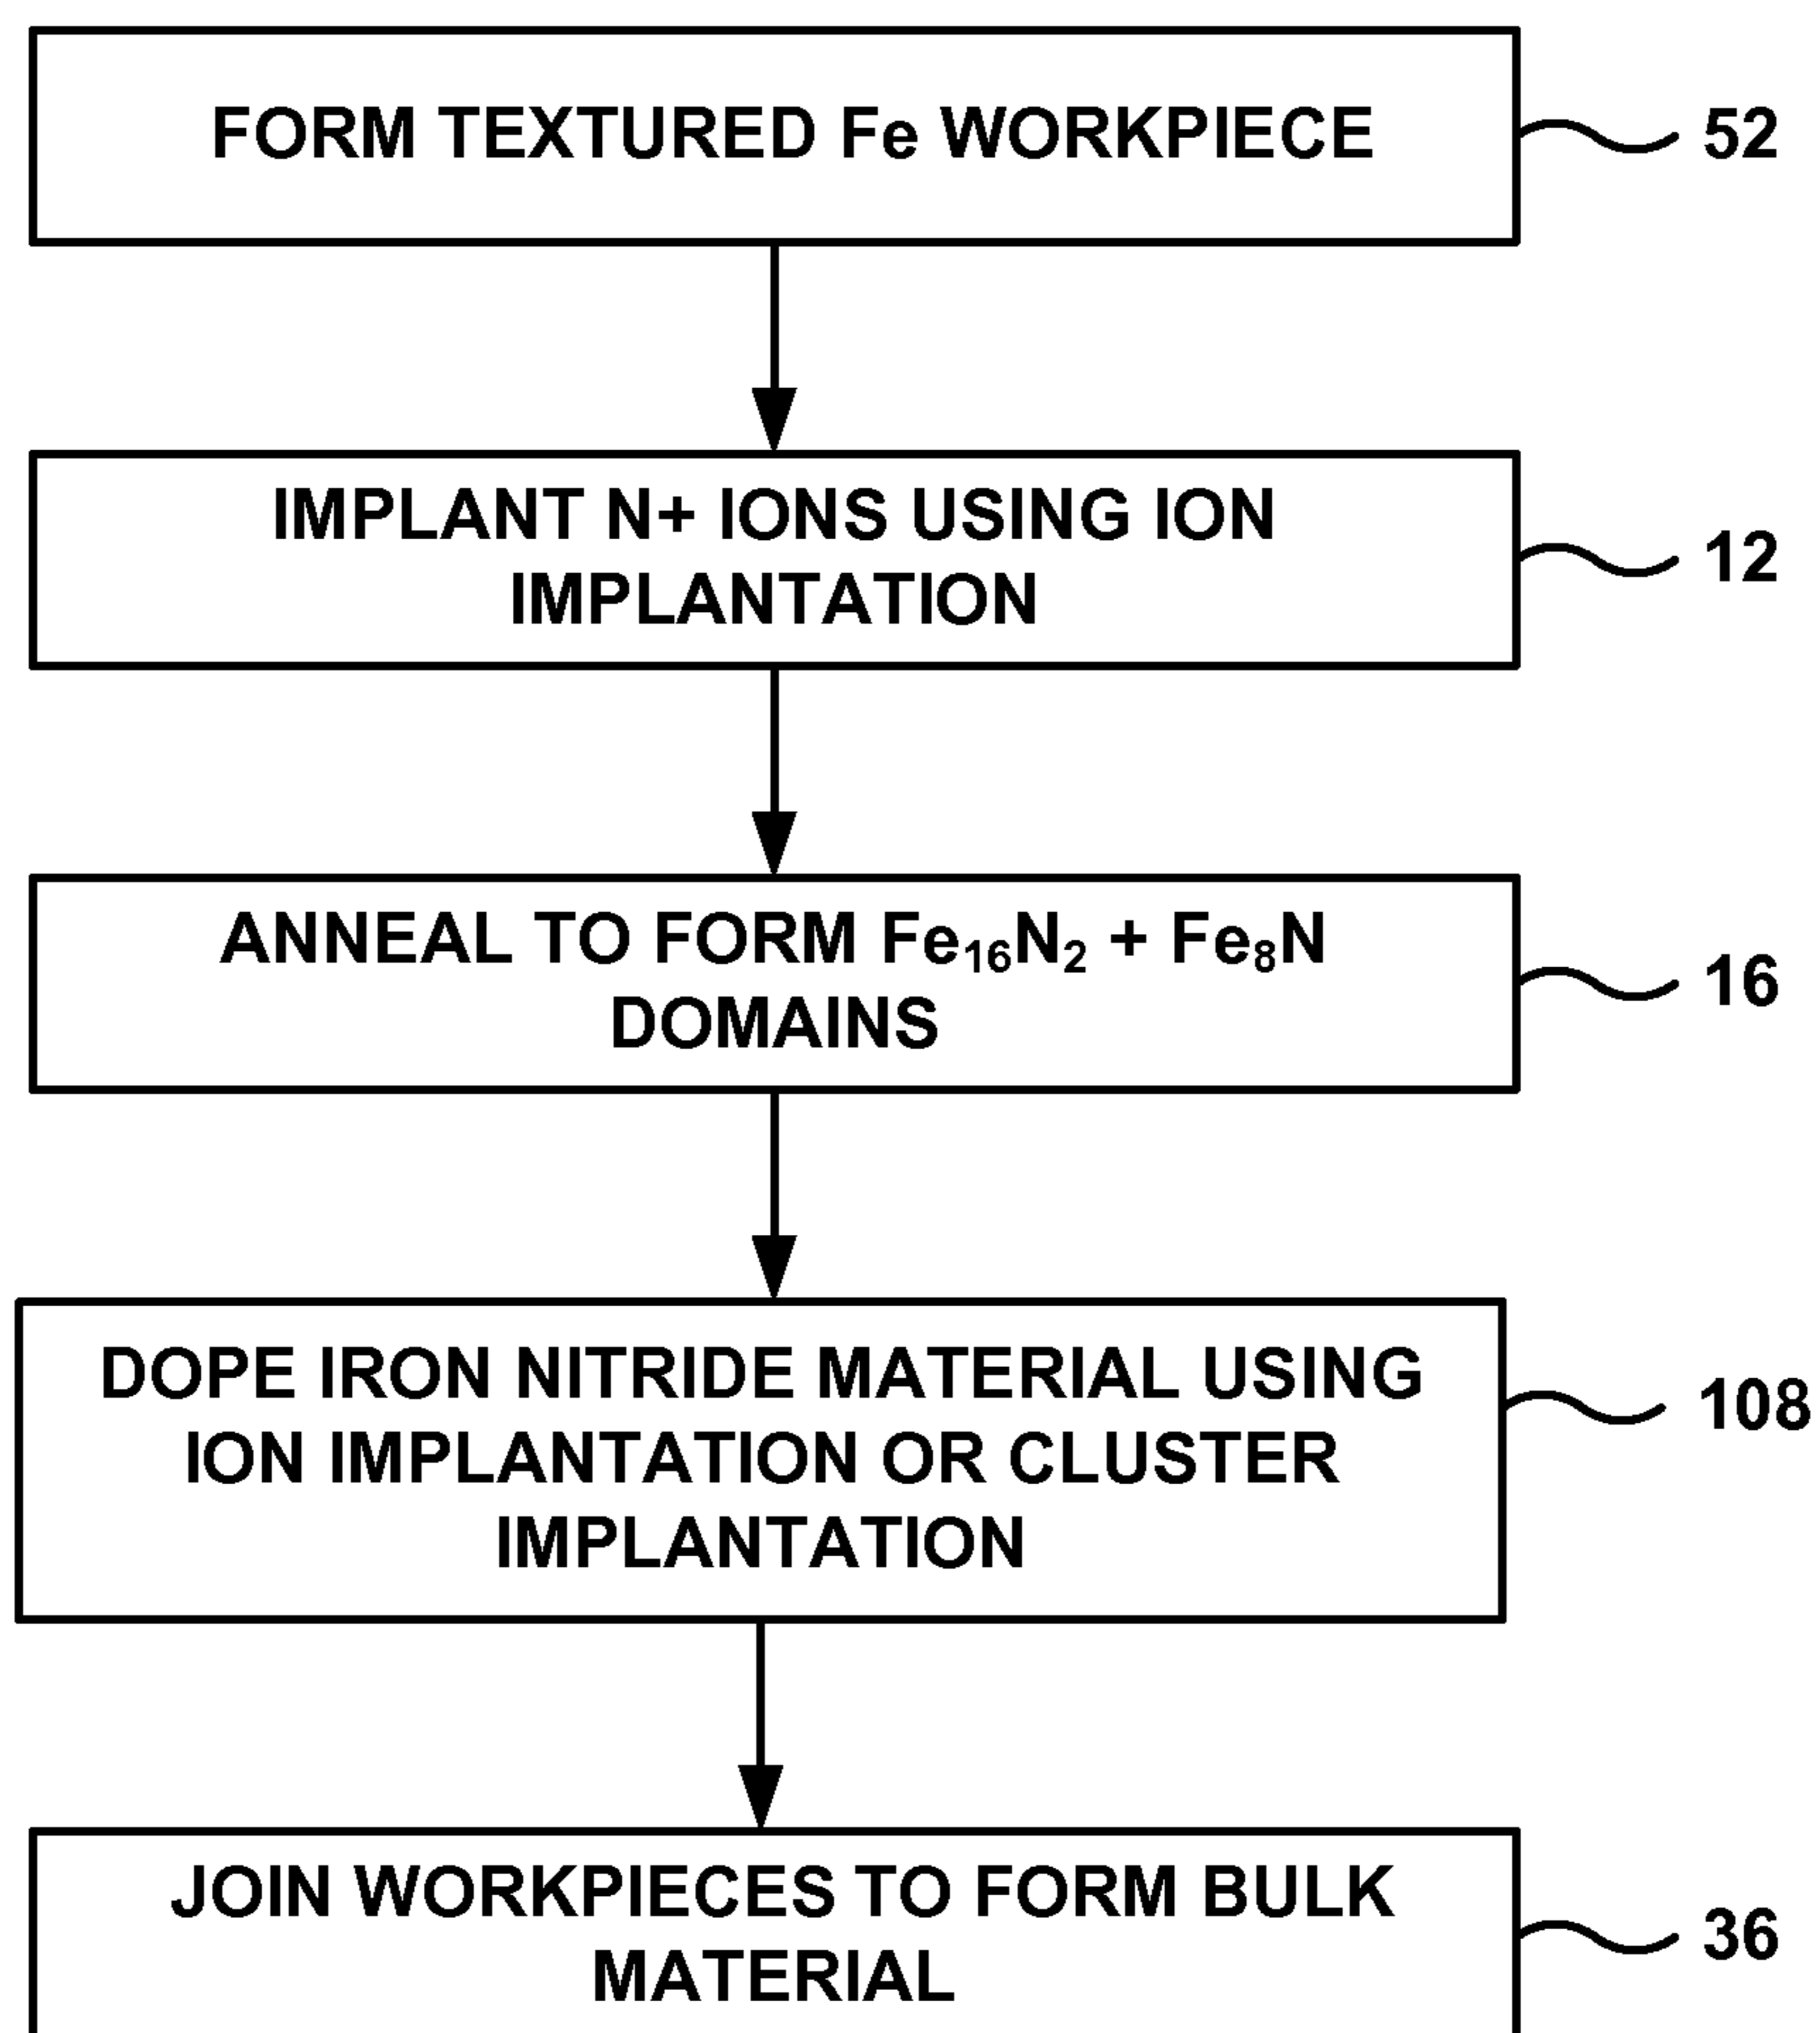 FORM TEXTURED Fe WORKPIECE
52
IMPLANT N+ IONS USING ION
IMPLANTATION
12
ANNEAL TO FORM Fe₁₆N₂ + Fe₈N
DOMAINS
16
DOPE IRON NITRIDE MATERIAL USING
ION IMPLANTATION OR CLUSTER
IMPLANTATION
108
JOIN WORKPIECES TO FORM BULK
MATERIAL
36